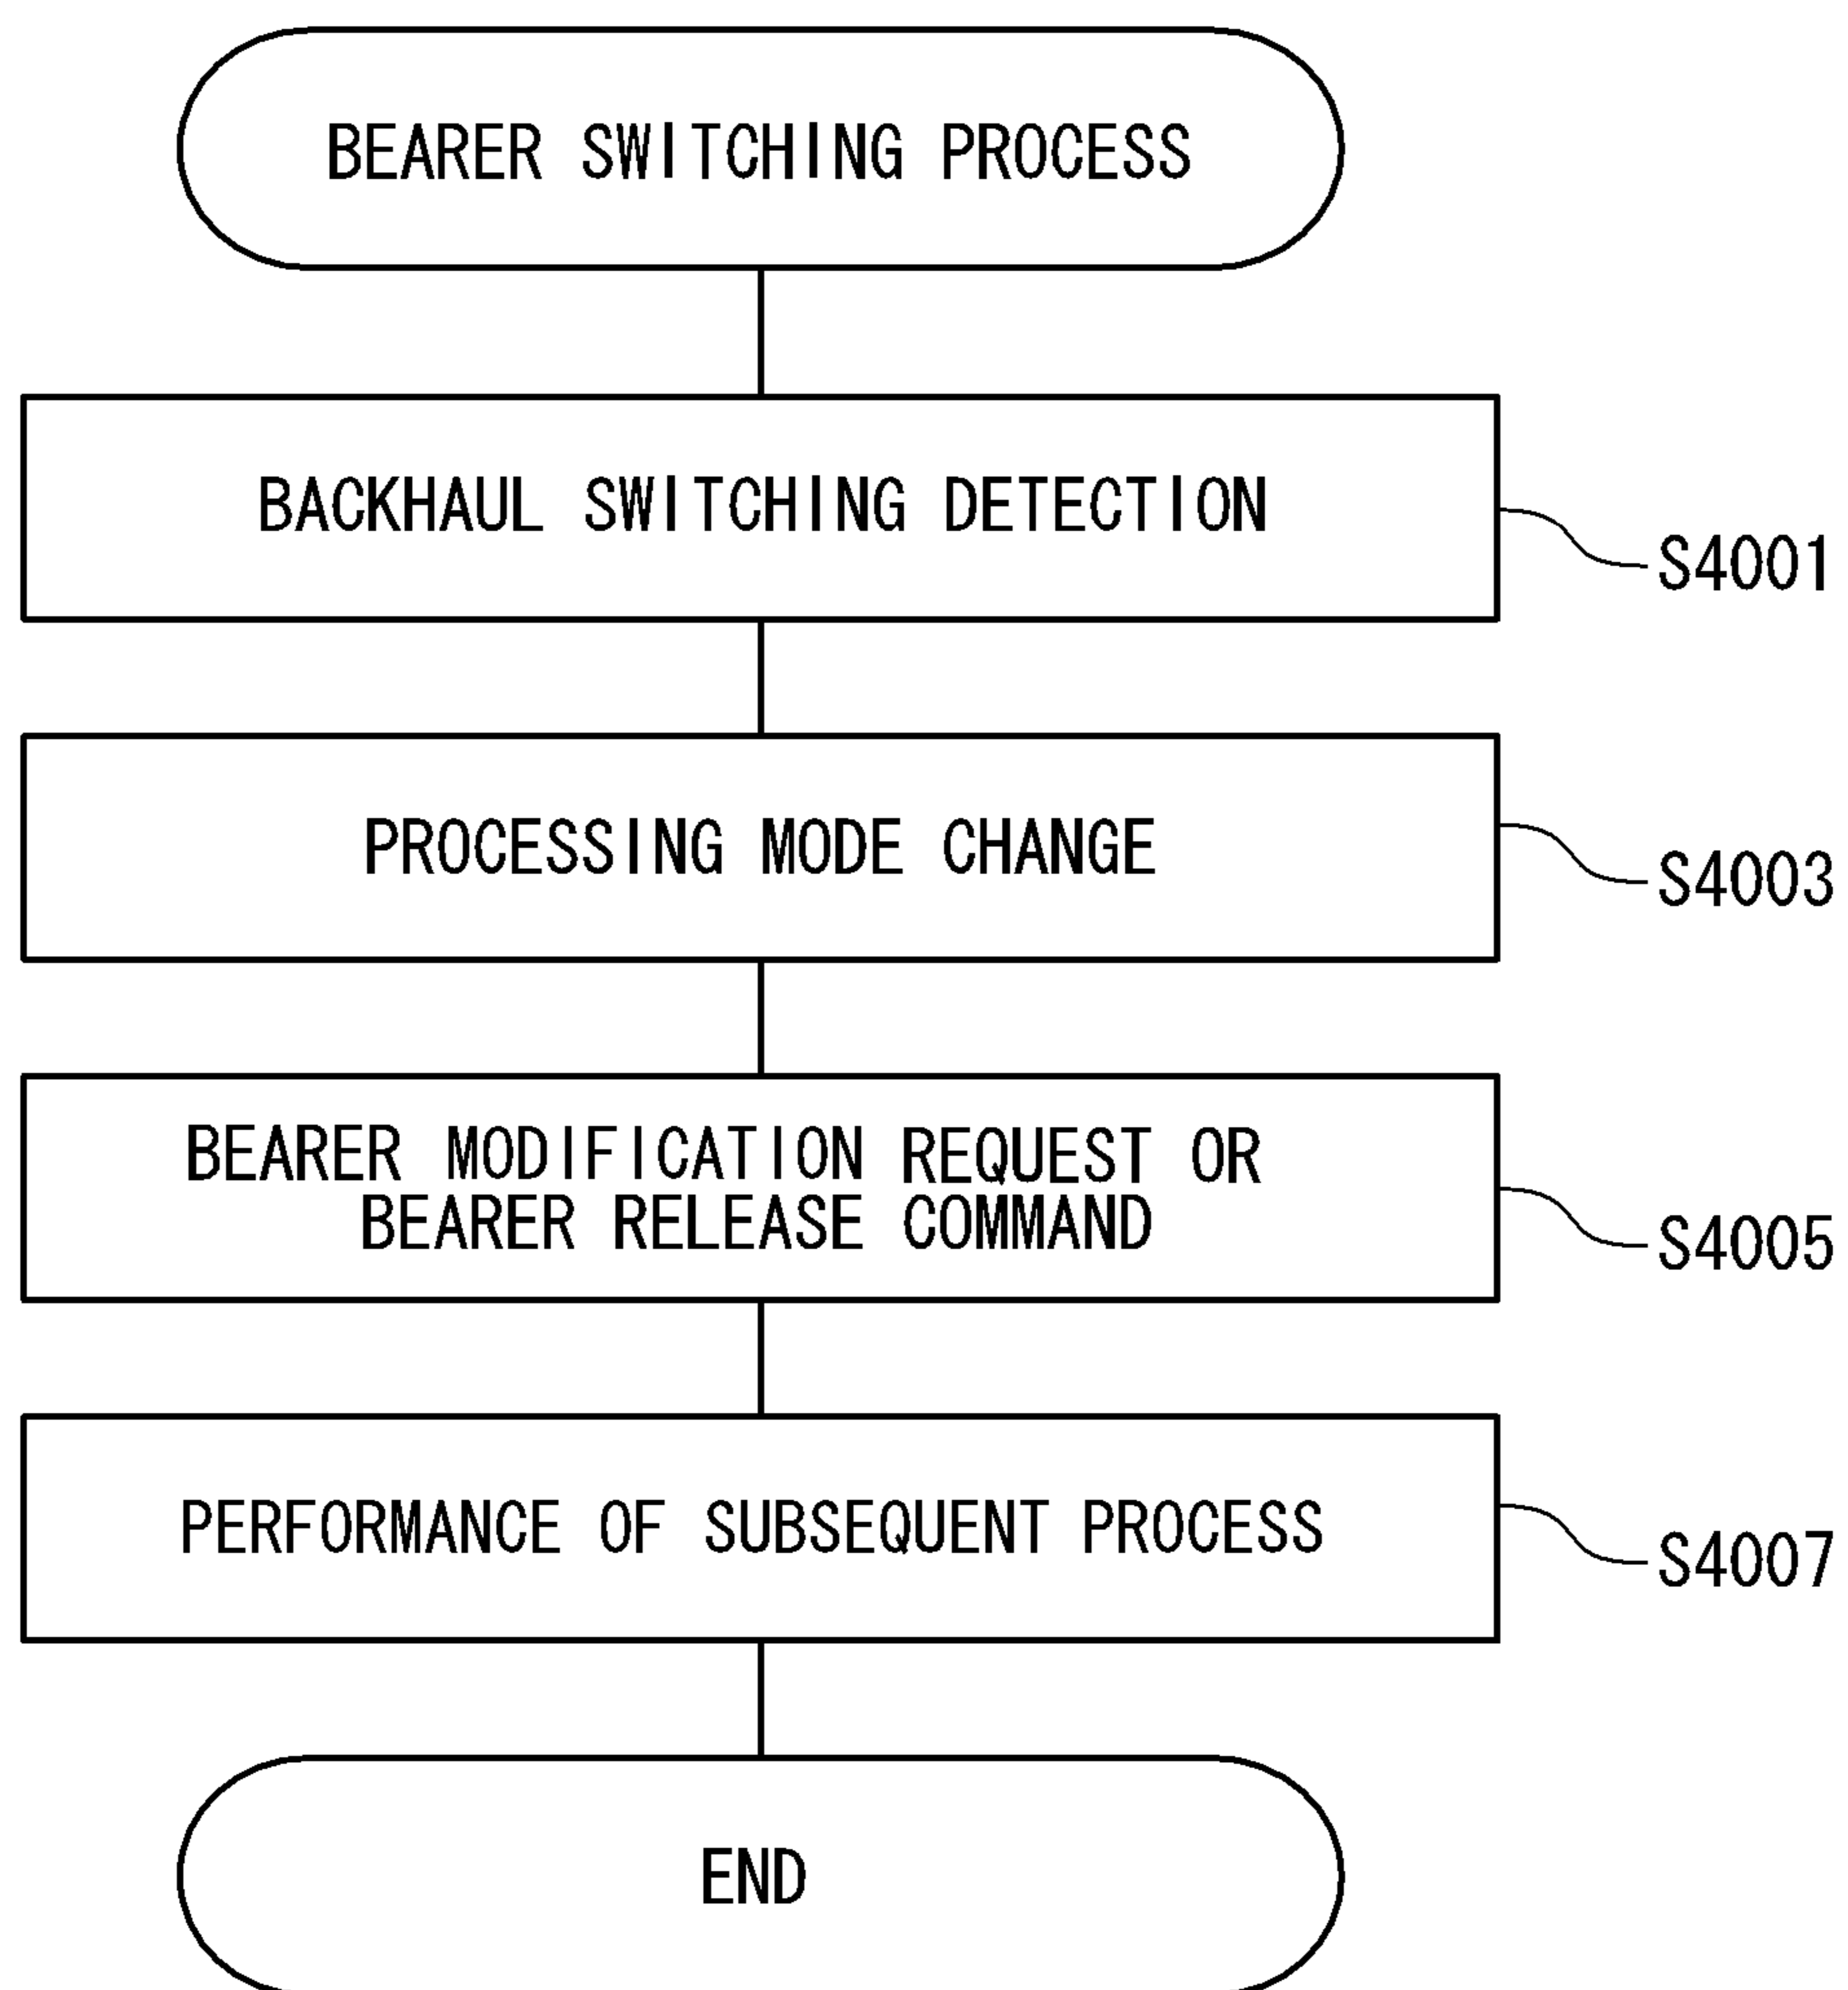 BEARER SWITCHING PROCESS
BACKHAUL SWITCHING DETECTION
S4001
PROCESSING MODE CHANGE
S4003
BEARER MODIFICATION REQUEST OR
BEARER RELEASE COMMAND
S4005
PERFORMANCE OF SUBSEQUENT PROCESS
S4007
END